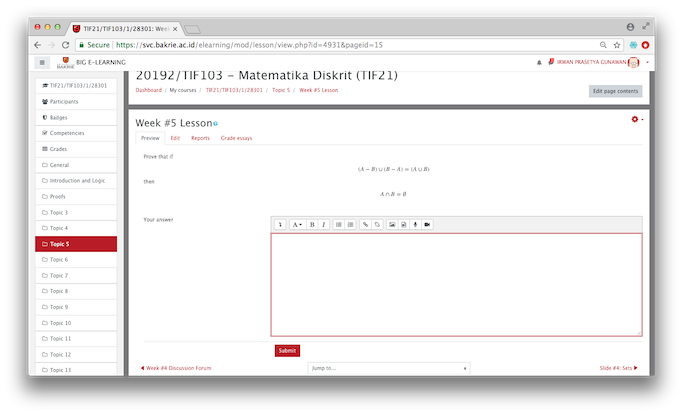 TIF21/TIF103/1/28301: Week
Secure
https://svc.bakrie.ac.id/elearning/mod/lesson/view.php?id=4931&pageid=15
BAKRIE
BIG E-LEARNING
IRWAN PRASETYA GUNAWAN
TIF21/TIF103/1/28301
Participants
Badges
Competencies
Grades
General
Introduction and Logic
Proofs
Topic 3
Topic 4
Topic 5
Topic 6
Topic 7
Topic 8
Topic 9
Topic 10
Topic 11
Topic 12
Topic 13
20192/TIF103 - Matematika Diskrit (TIF21)
Dashboard / My courses / TIF21/TIF103/1/28301 / Topic 5 / Week #5 Lesson
Edit page contents
Week #5 Lesson
Preview Edit Reports Grade essays
Prove that if
(A − B) ∪ (B − A) = (A ∪ B)
then
A ∩ B = Ø
Your answer
A B I
Submit
◀ Week #4 Discussion Forum
Jump to...
Slide #4: Sets ▶